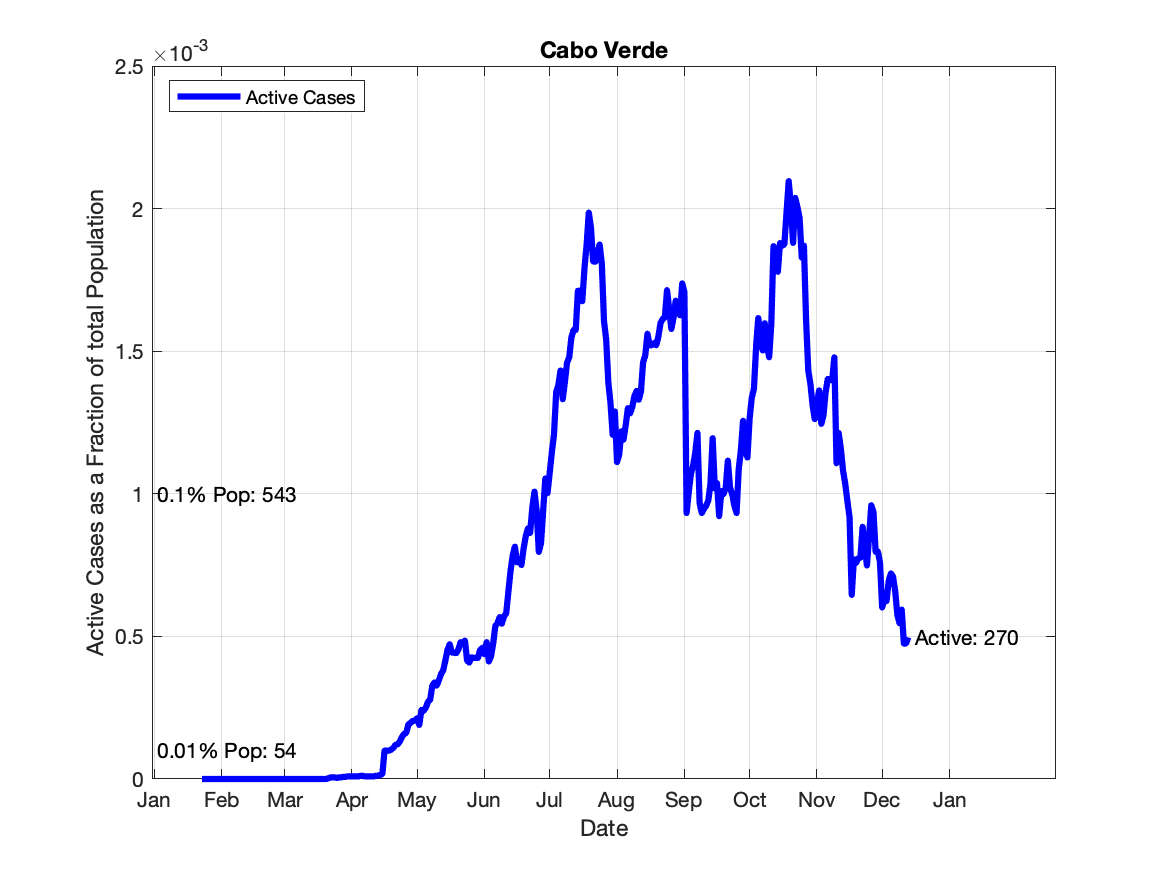 Cabo Verde
×10-3
2.5
2
1.5
1
0.5
0
Active Cases
0.1% Pop: 543
0.01% Pop: 54
Active: 270
Active Cases as a Fraction of total Population
Jan Feb Mar Apr May Jun Jul Aug Sep Oct Nov Dec Jan
Date